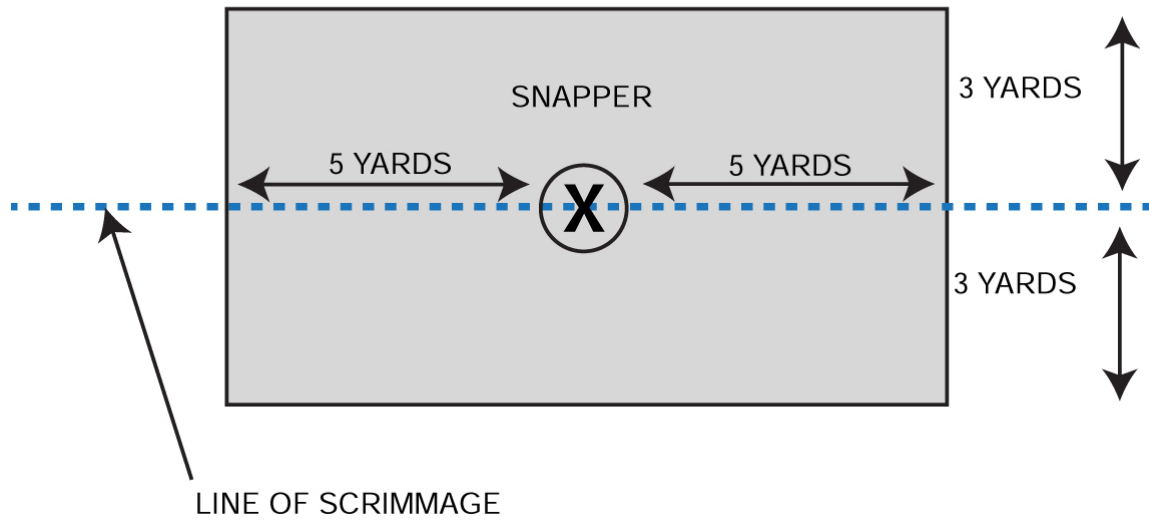 SNAPPER
3 YARDS
5 YARDS
5 YARDS
X
3 YARDS
LINE OF SCRIMMAGE